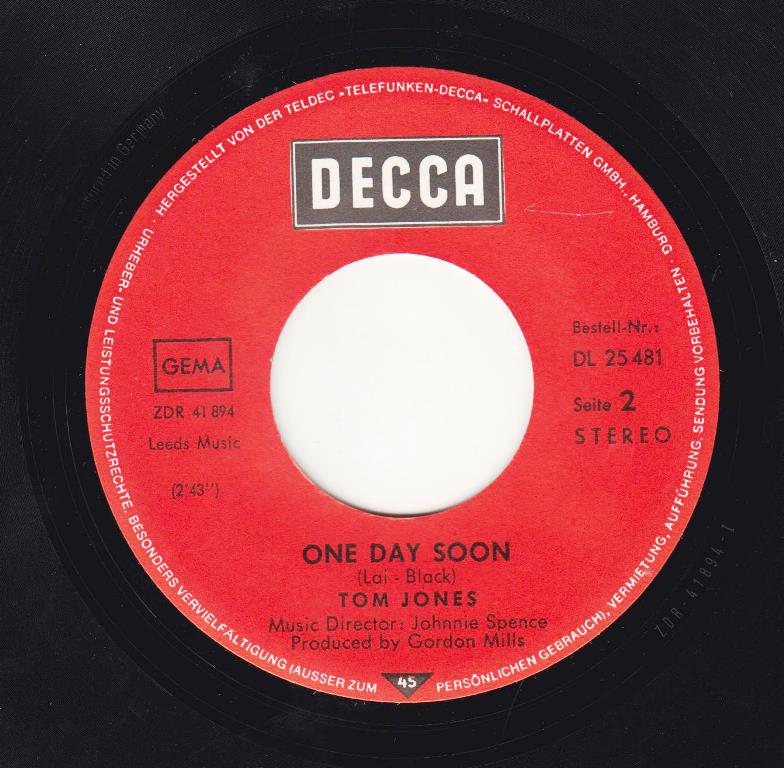 HERGESTELLT VON DER TELDEC »TELEFUNKEN-DECCA« SCHALLPLATTEN GMBH., HAMBURG · URHEBER- UND LEISTUNGSSCHUTZRECHTE, BESONDERS VERVIELFÄLTIGUNG (AUSSER ZUM PERSÖNLICHEN GEBRAUCH), VERMIETUNG, AUFFÜHRUNG, SENDUNG VORBEHALTEN ·
DECCA
GEMA
ZDR 41 894
Leeds Music
(2'43'')
Bestell-Nr.:
DL 25 481
Seite 2
STEREO
ONE DAY SOON
(Lai - Black)
TOM JONES
Music Director: Johnnie Spence
Produced by Gordon Mills
45
in Germany
ZDR-41894-1